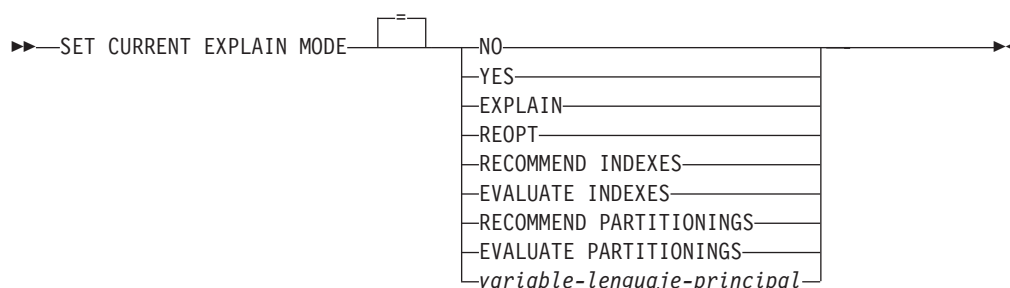 =
SET CURRENT EXPLAIN MODE NO
YES
EXPLAIN
REOPT
RECOMMEND INDEXES
EVALUATE INDEXES
RECOMMEND PARTITIONINGS
EVALUATE PARTITIONINGS
variable-lenguaje-principal